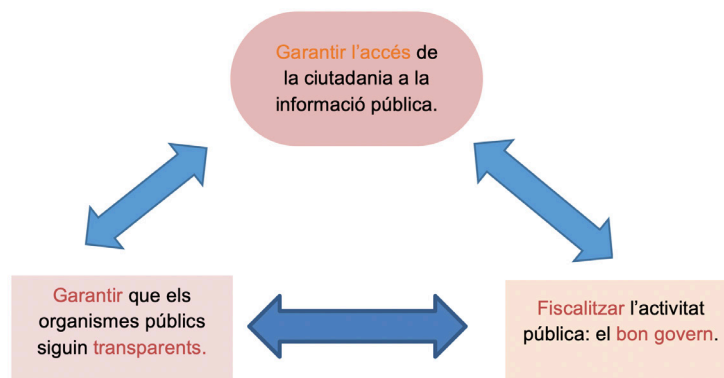 Garantir l’accés de
la ciutadania a la
informació pública.
Garantir que els
organismes públics
siguin transparents.
Fiscalitzar l’activitat
pública: el bon govern.